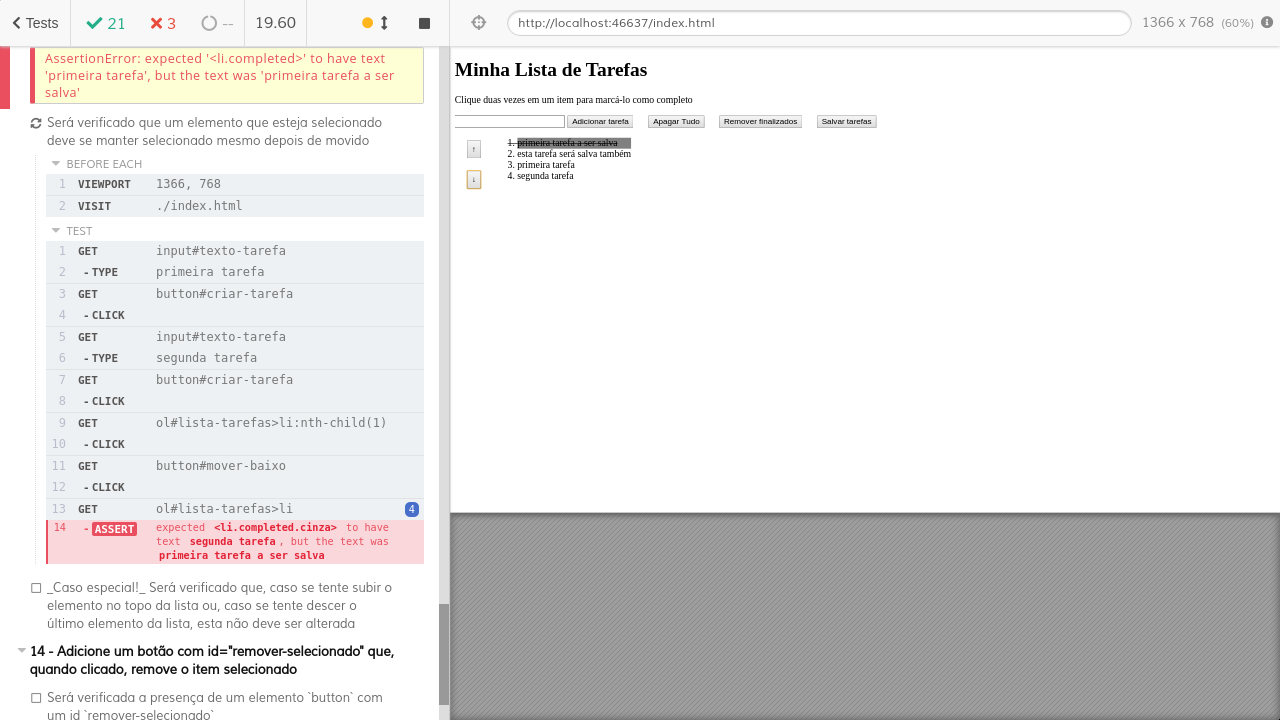 Tests 21 3 -- 19.60
http://localhost:46637/index.html 1366 x 768 (60%)
AssertionError: expected '<li.completed>' to have text
'primeira tarefa', but the text was 'primeira tarefa a ser
salva'
Será verificado que um elemento que esteja selecionado
deve se manter selecionado mesmo depois de movido
BEFORE EACH
1 VIEWPORT 1366, 768
2 VISIT ./index.html
TEST
1 GET input#texto-tarefa
2 -TYPE primeira tarefa
3 GET button#criar-tarefa
4 -CLICK
5 GET input#texto-tarefa
6 -TYPE segunda tarefa
7 GET button#criar-tarefa
8 -CLICK
9 GET ol#lista-tarefas>li:nth-child(1)
10 -CLICK
11 GET button#mover-baixo
12 -CLICK
13 GET ol#lista-tarefas>li 4
14 -ASSERT expected <li.completed.cinza> to have
text segunda tarefa, but the text was
primeira tarefa a ser salva
_Caso especial!_ Será verificado que, caso se tente subir o
elemento no topo da lista ou, caso se tente descer o
último elemento da lista, esta não deve ser alterada
14 - Adicione um botão com id="remover-selecionado" que,
quando clicado, remove o item selecionado
Será verificada a presença de um elemento `button` com
um id `remover-selecionado`
Minha Lista de Tarefas
Clique duas vezes em um item para marcá-lo como completo
Adicionar tarefa Apagar Tudo Remover finalizados Salvar tarefas
↑
↓
1. primeira tarefa a ser salva
2. esta tarefa será salva também
3. primeira tarefa
4. segunda tarefa